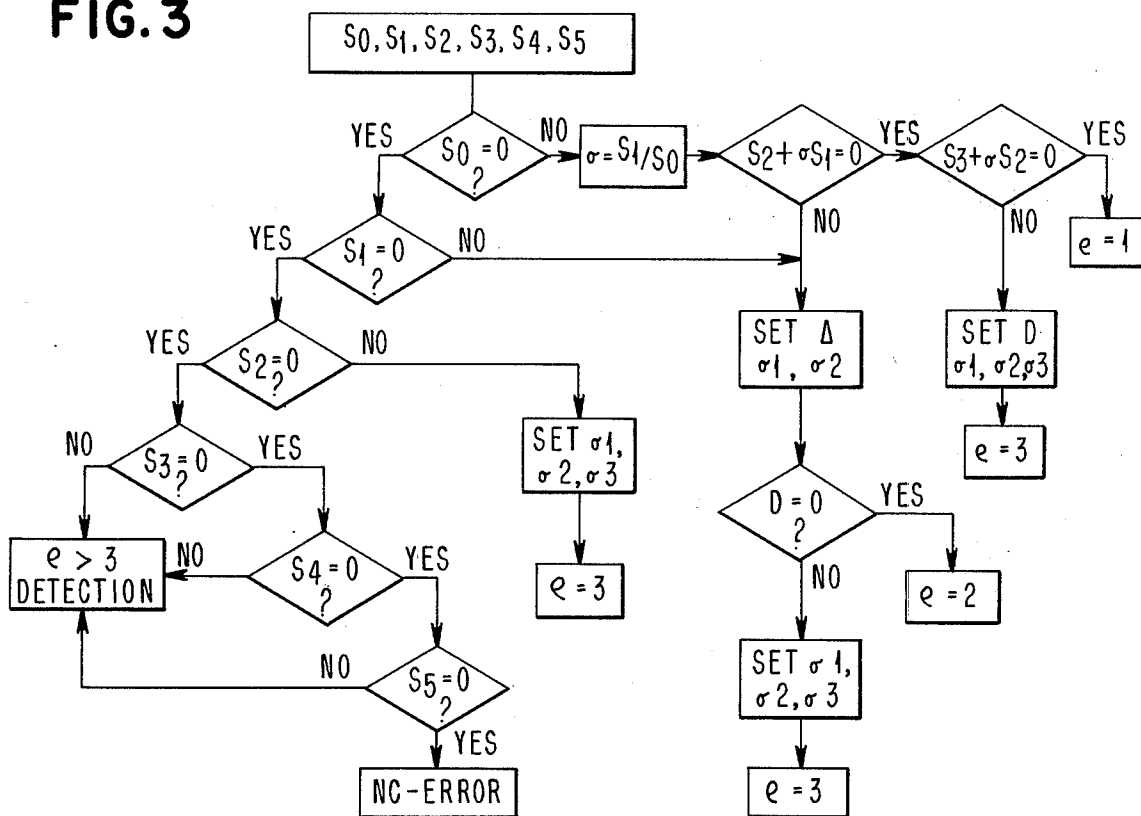 FIG. 3
S0, S1, S2, S3, S4, S5
YES
S0=0
?
NO
σ=S1/S0
S2+σS1=0
YES
S3+σS2=0
YES
NO
NO
e=1
YES
S1=0
?
NO
SET Δ
σ1, σ2
SET D
σ1, σ2,σ3
e=3
YES
S2=0
?
NO
SET σ1,
σ2,σ3
e=3
NO
S3=0
?
YES
D=0
?
YES
NO
e=2
e > 3
DETECTION
NO
S4=0
?
YES
NO
S5=0
?
YES
SET σ1,
σ2,σ3
e=3
NC-ERROR